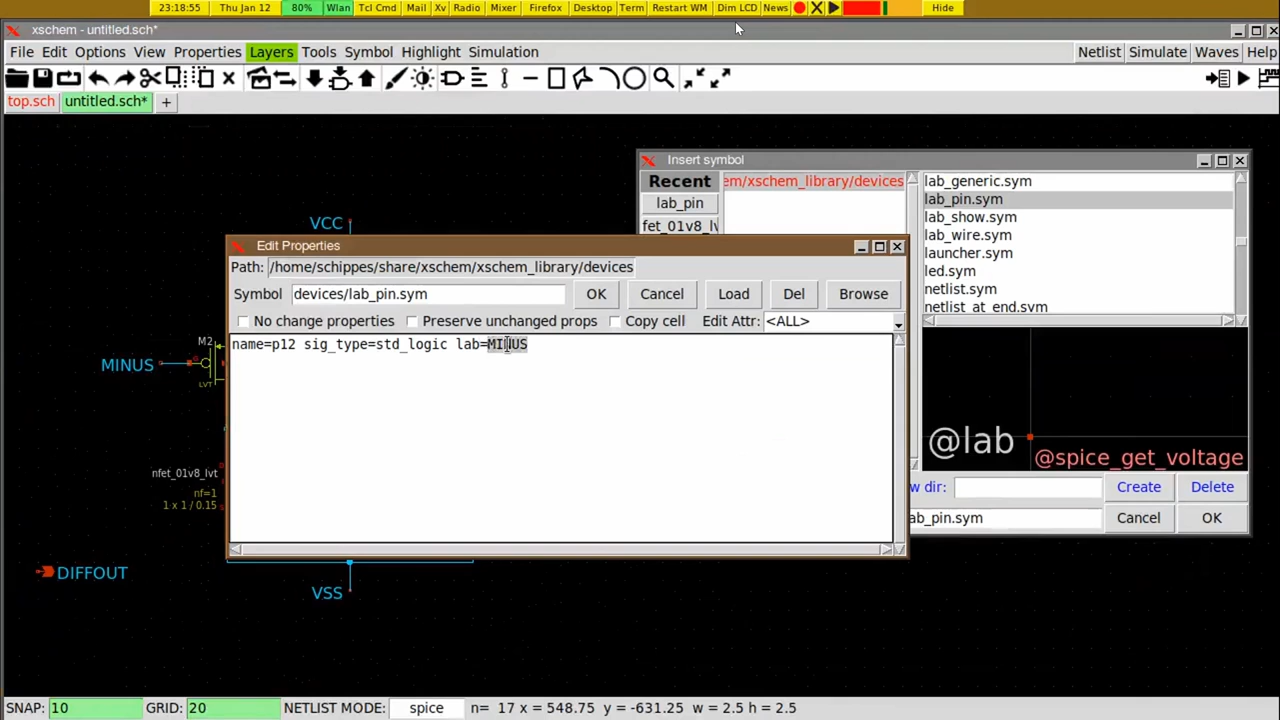 23:18:55 Thu Jan 12 80% Wlan Tcl Cmd Mail Xv Radio Mixer Firefox Desktop Term Restart WM Dim LCD News Hide
xschem - untitled.sch*
File Edit Options View Properties Layers Tools Symbol Highlight Simulation Netlist Simulate Waves Help
top.sch untitled.sch* +
Insert symbol
Recent
em/xschem_library/devices
lab_pin
fet_01v8_lv
lab_generic.sym
lab_pin.sym
lab_show.sym
lab_wire.sym
launcher.sym
led.sym
netlist.sym
netlist_at_end.sym
VCC
Edit Properties
Path: /home/schippes/share/xschem/xschem_library/devices
Symbol devices/lab_pin.sym OK Cancel Load Del Browse
No change properties Preserve unchanged props Copy cell Edit Attr: <ALL>
name=p12 sig_type=std_logic lab=MINUS
M2
MINUS
LVT
nfet_01v8_lvt
nf=1
1 x 1 / 0.15
@lab
@spice_get_voltage
w dir: Create Delete
ab_pin.sym Cancel OK
DIFFOUT
VSS
SNAP: 10 GRID: 20 NETLIST MODE: spice n= 17 x = 548.75 y = -631.25 w = 2.5 h = 2.5